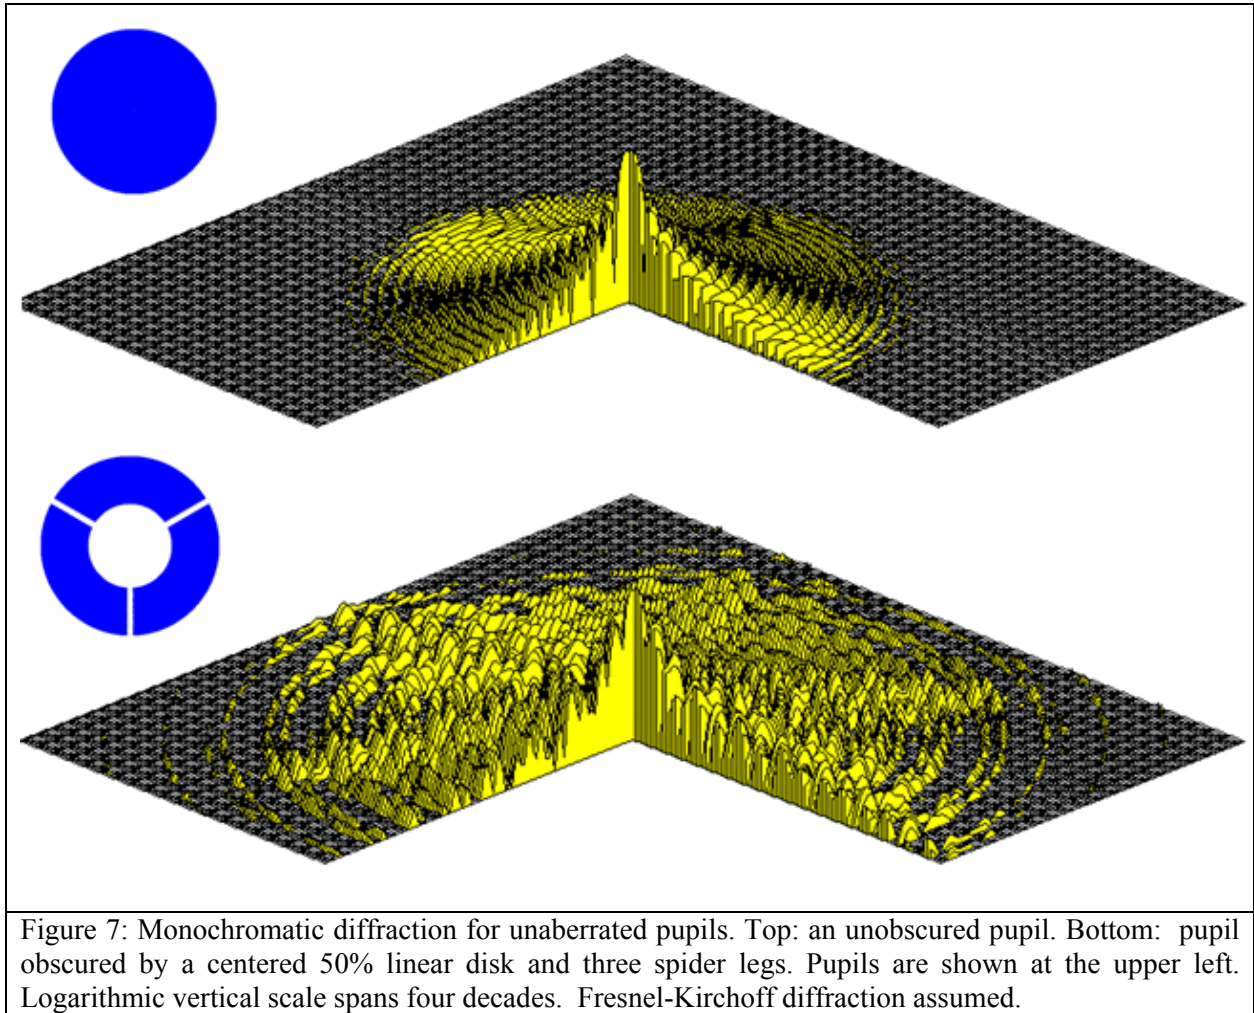 Figure 7: Monochromatic diffraction for unaberrated pupils. Top: an unobscured pupil. Bottom: pupil
obscured by a centered 50% linear disk and three spider legs. Pupils are shown at the upper left.
Logarithmic vertical scale spans four decades. Fresnel-Kirchoff diffraction assumed.